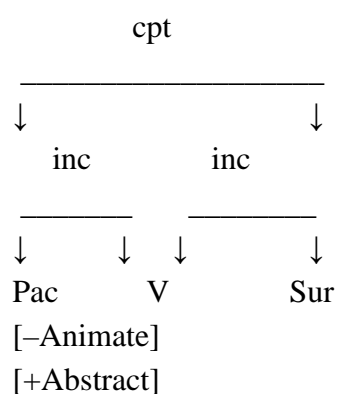 cpt
inc inc
Pac V Sur
[–Animate]
[+Abstract]